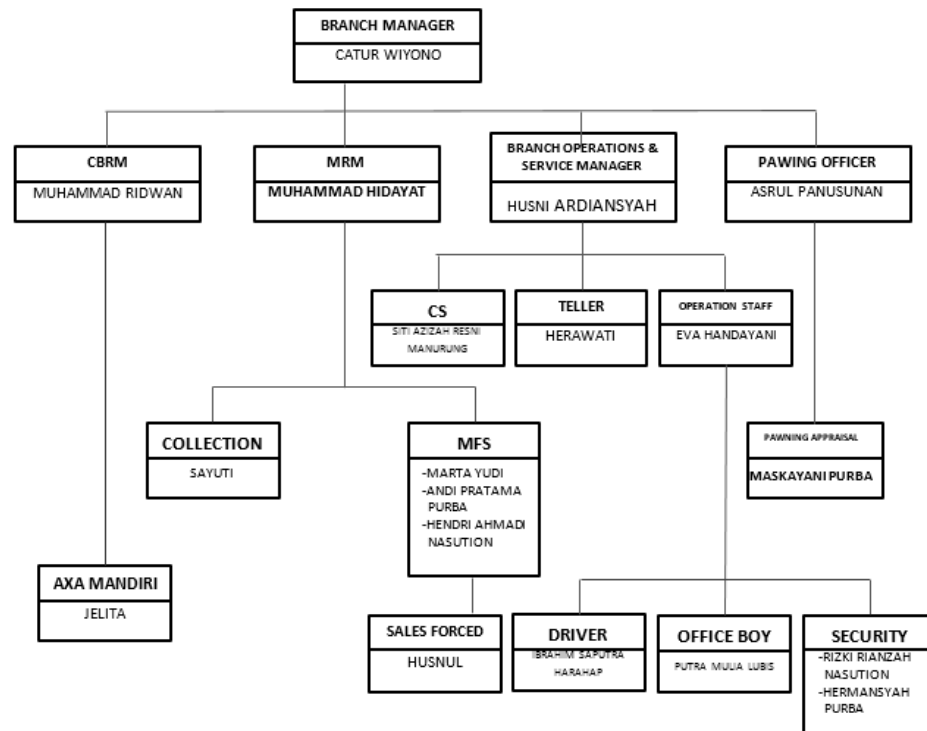 BRANCH MANAGER
CATUR WIYONO
CBRM
MUHAMMAD RIDWAN
MRM
MUHAMMAD HIDAYAT
BRANCH OPERATIONS &
SERVICE MANAGER
HUSNI ARDIANSYAH
PAWING OFFICER
ASRUL PANUSUNAN
CS
SITI AZIZAH RESNI
MANURUNG
TELLER
HERAWATI
OPERATION STAFF
EVA HANDAYANI
COLLECTION
SAYUTI
MFS
-MARTA YUDI
-ANDI PRATAMA
PURBA
-HENDRI AHMADI
NASUTION
PAWNING APPRAISAL
MASKAYANI PURBA
AXA MANDIRI
JELITA
SALES FORCED
HUSNUL
DRIVER
IBRAHIM SAPUTRA
HARAHAP
OFFICE BOY
PUTRA MULIA LUBIS
SECURITY
-RIZKI RIANZAH
NASUTION
-HERMANSYAH
PURBA